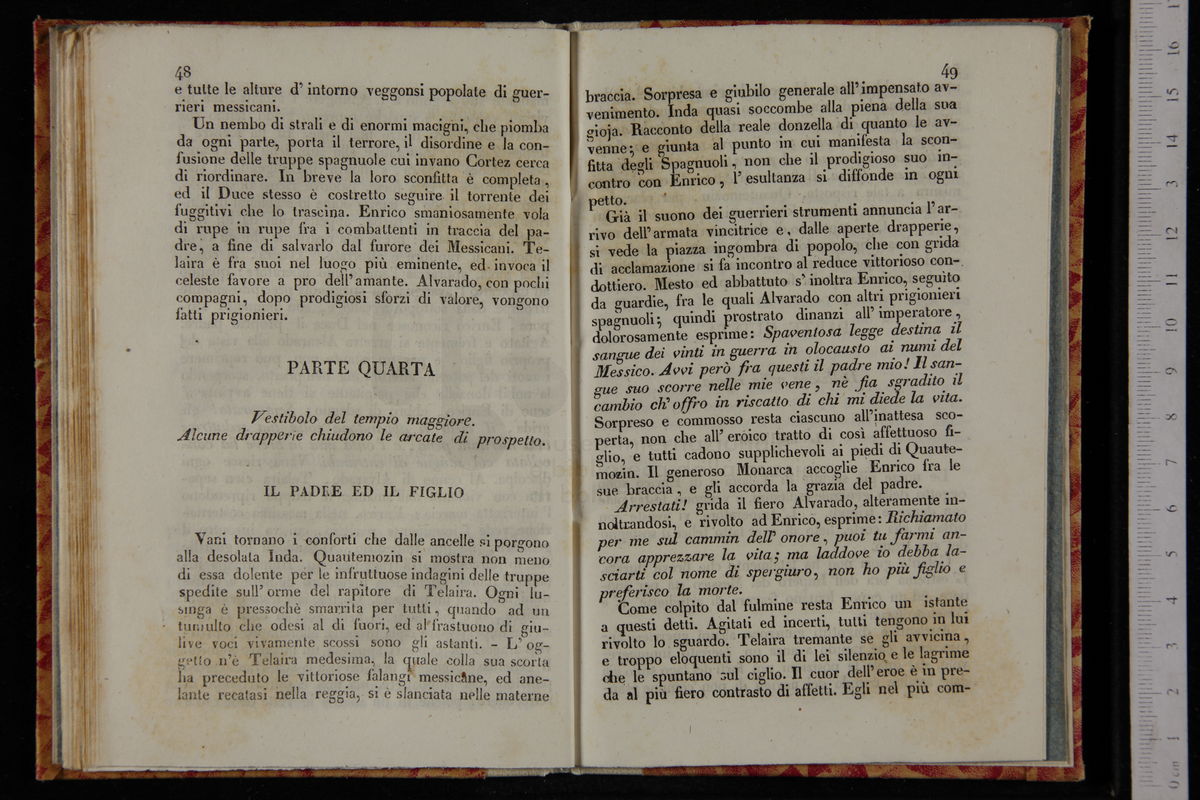 48
e tutte le alture d' intorno veggonsi popolate di guer-
rieri messicani.
Un nembo di strali e di enormi macigni, che piomba
da ogni parte, porta il terrore, il disordine e la con-
fusione delle truppe spagnuole cui invano Cortez cerca
di riordinare. In breve la loro sconfitta è completa,
ed il Duce stesso è costretto seguire il torrente dei
fuggitivi che lo trascina. Enrico smaniosamente vola
di rupe in rupe fra i combattenti in traccia del pa-
dre, a fine di salvarlo dal furore dei Messicani. Te-
laira è fra suoi nel luogo più eminente, ed invoca il
celeste favore a pro dell' amante. Alvarado, con pochi
compagni, dopo prodigiosi sforzi di valore, vengono
fatti prigionieri.
PARTE QUARTA
Vestibolo del tempio maggiore.
Alcune drapperie chiudono le arcate di prospetto.
IL PADRE ED IL FIGLIO
Vani tornano i conforti che dalle ancelle si porgono
alla desolata Inda. Quautemozin si mostra non meno
di essa dolente per le infruttuose indagini delle truppe
spedite sull' orme del rapitore di Telaira. Ogni lu-
singa è pressochè smarrita per tutti, quando ad un
tumulto che odesi al di fuori, ed al frastuono di giu-
live voci vivamente scossi sono gli astanti. - L' og-
getto n'è Telaira medesima, la quale colla sua scorta
ha preceduto le vittoriose falangi messicane, ed ane-
lante recatasi nella reggia, si è slanciata nelle materne
49
braccia. Sorpresa e giubilo generale all' impensato av-
venimento. Inda quasi soccombe alla piena della sua
gioja. Racconto della reale donzella di quanto le av-
venne; e giunta al punto in cui manifesta la scon-
fitta degli Spagnuoli, non che il prodigioso suo in-
contro con Enrico, l' esultanza si diffonde in ogni
petto.
Già il suono dei guerrieri strumenti annuncia l' ar-
rivo dell' armata vincitrice e, dalle aperte drapperie,
si vede la piazza ingombra di popolo, che con grida
di acclamazione si fa incontro al reduce vittorioso con-
dottiero. Mesto ed abbattuto s' inoltra Enrico, seguito
da guardie, fra le quali Alvarado con altri prigionieri
spagnuoli; quindi prostrato dinanzi all' imperatore,
dolorosamente esprime: Spaventosa legge destina il
sangue dei vinti in guerra in olocausto ai numi del
Messico. Avvi però fra questi il padre mio! Il san-
gue suo scorre nelle mie vene, nè fia sgradito il
cambio ch' offro in riscatto di chi mi diede la vita.
Sorpreso e commosso resta ciascuno all' inattesa sco-
perta, non che all' eroico tratto di così affettuoso fi-
glio, e tutti cadono supplichevoli ai piedi di Quaute-
mozin. Il generoso Monarca accoglie Enrico fra le
sue braccia, e gli accorda la grazia del padre.
Arrestati! grida il fiero Alvarado, alteramente in-
noltrandosi, e rivolto ad Enrico, esprime: Richiamato
per me sul cammin dell' onore, puoi tu farmi an-
cora apprezzare la vita; ma laddove io debba la-
sciarti col nome di spergiuro, non ho più figlio e
preferisco la morte.
Come colpito dal fulmine resta Enrico un istante
a questi detti. Agitati ed incerti, tutti tengono in lui
rivolto lo sguardo. Telaira tremante se gli avvicina,
e troppo eloquenti sono il di lei silenzio e le lagrime
che le spuntano sul ciglio. Il cuor dell' eroe è in pre-
da al più fiero contrasto di affetti. Egli nel più com-
0 cm 1 2 3 4 5 6 7 8 9 10 11 12 13 14 15 16